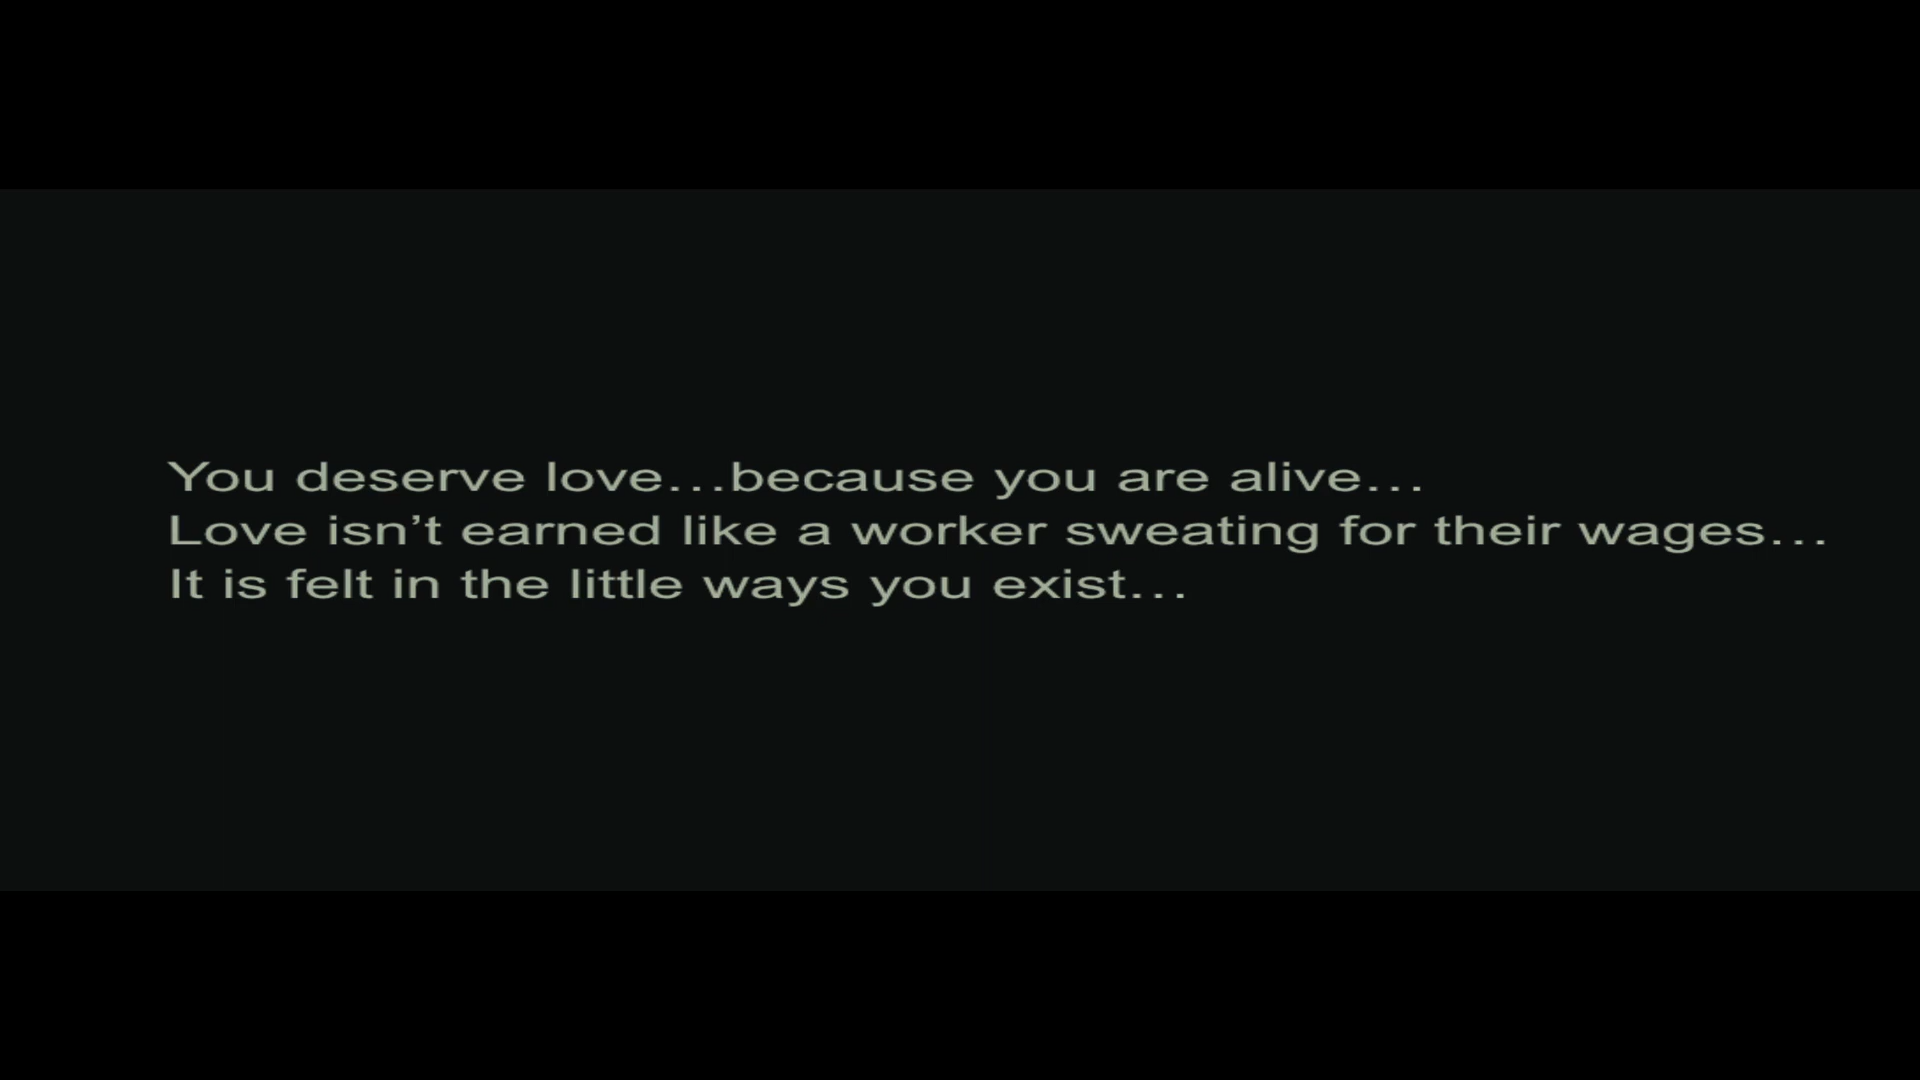 You deserve love…because you are alive…
Love isn’t earned like a worker sweating for their wages…
It is felt in the little ways you exist…